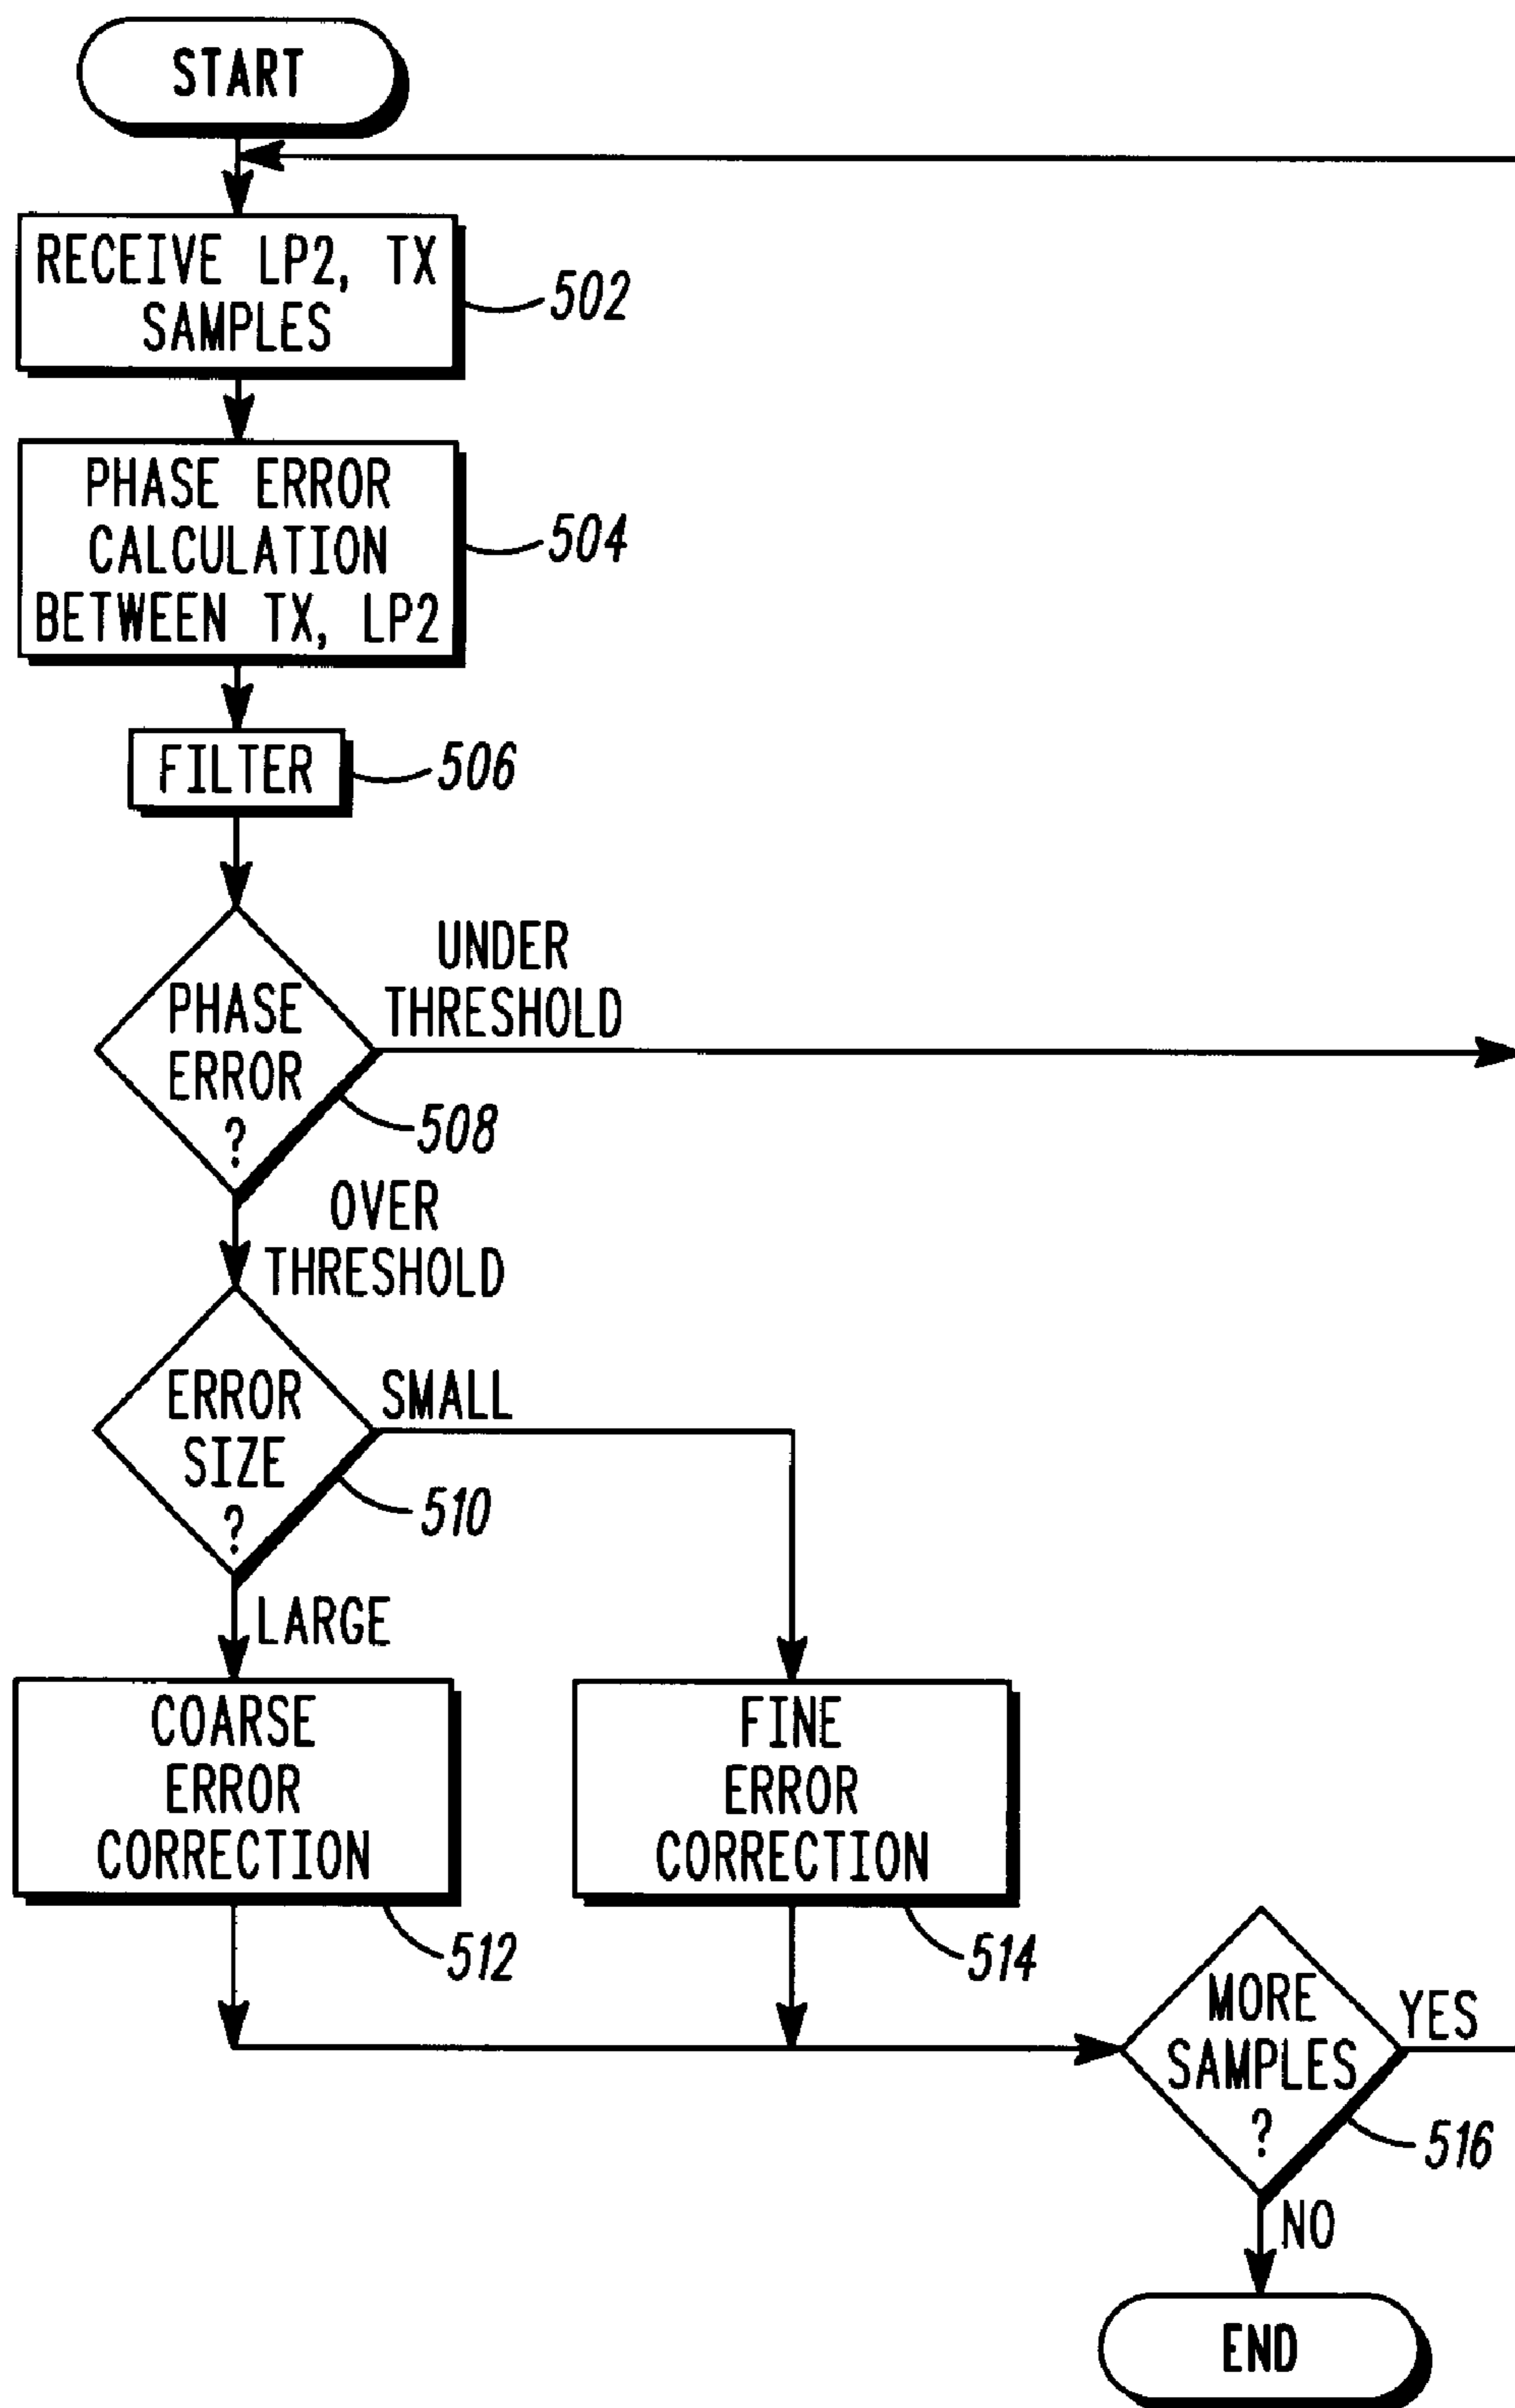 START
RECEIVE LP2, TX
SAMPLES
502
PHASE ERROR
CALCULATION
BETWEEN TX, LP2
504
FILTER
506
UNDER
THRESHOLD
PHASE
ERROR
?
508
OVER
THRESHOLD
ERROR
SIZE
?
SMALL
510
LARGE
COARSE
ERROR
CORRECTION
512
FINE
ERROR
CORRECTION
514
MORE
SAMPLES
?
YES
516
NO
END